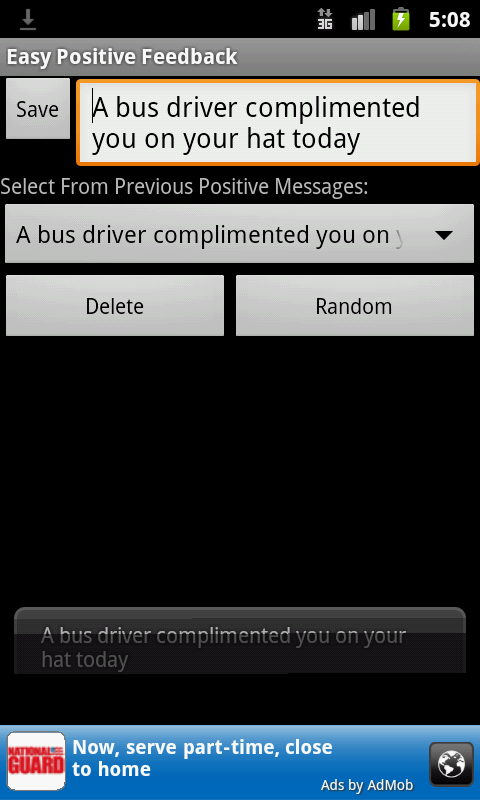 3G 5:08
Easy Positive Feedback
Save
A bus driver complimented
you on your hat today
Select From Previous Positive Messages:
A bus driver complimented you on y
Delete Random
A bus driver complimented you on your
hat today
NATIONAL
GUARD
Now, serve part-time, close
to home
Ads by AdMob